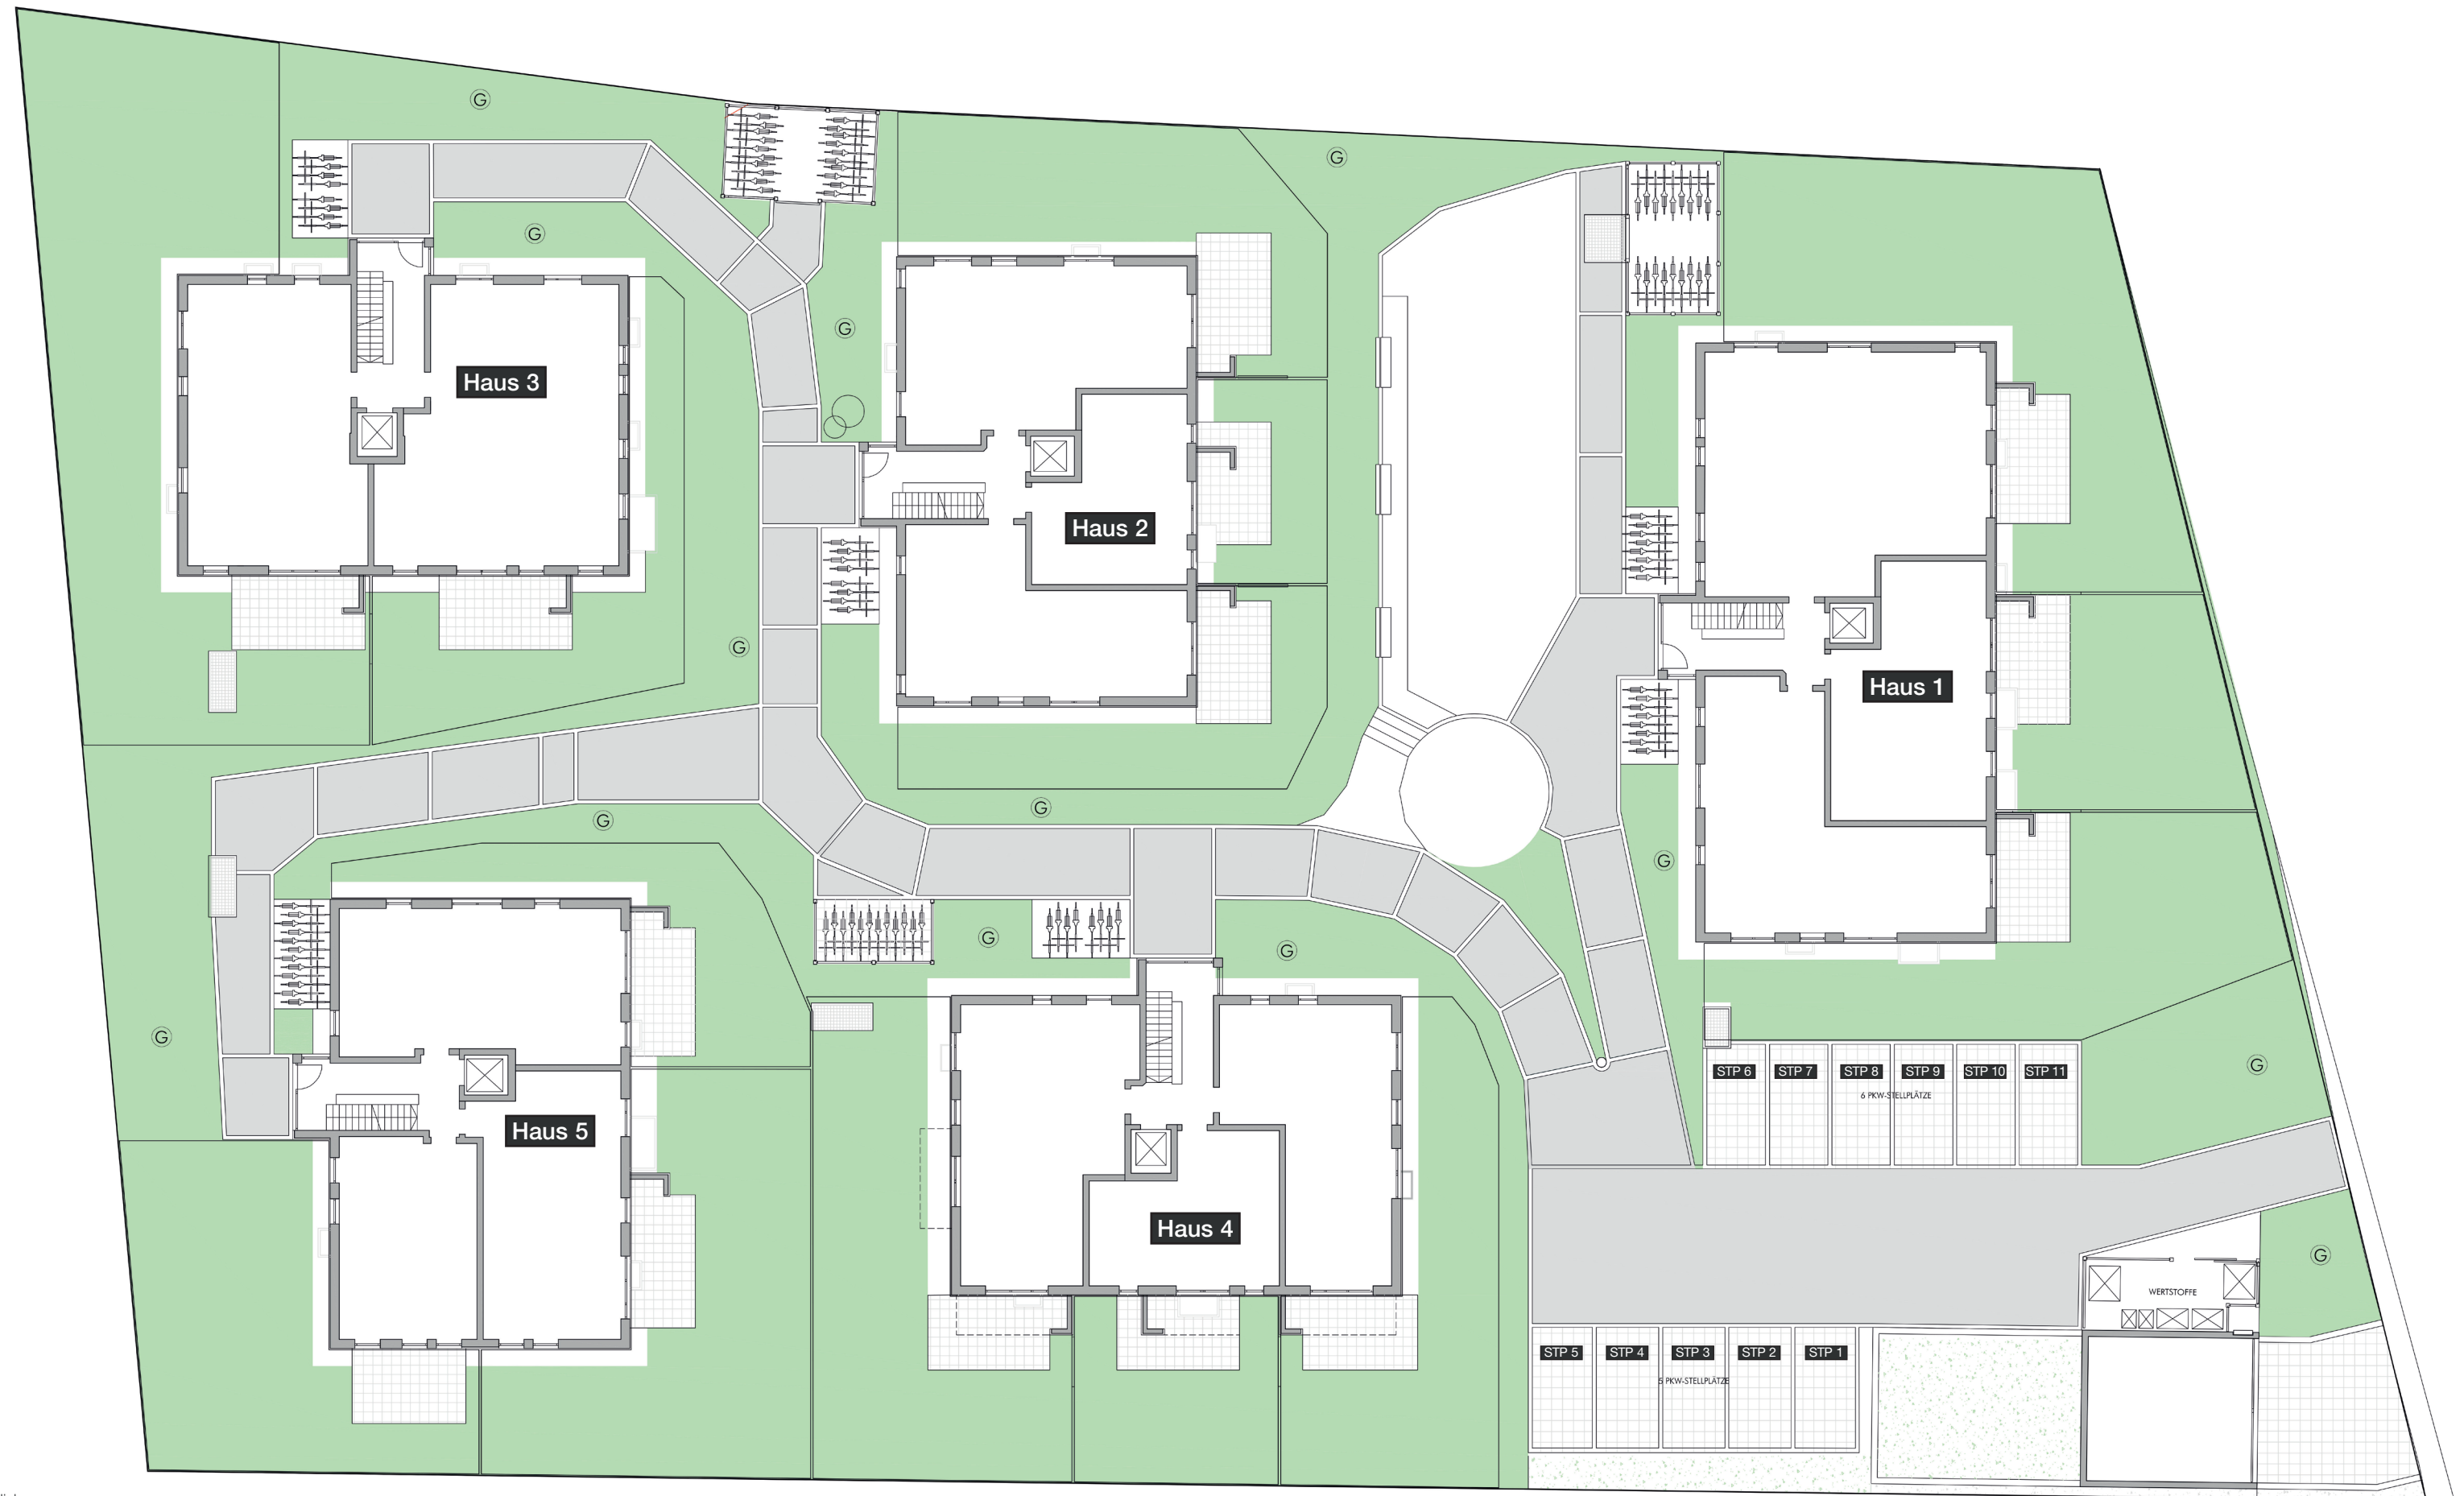 G
G
G
G
Haus 3
G
Haus 2
G
Haus 1
G
G
G
G
G
G
STP 6
STP 7
STP 8
STP 9
STP 10
STP 11
6 PKW-STELLPLÄTZE
G
Haus 5
Haus 4
G
WERTSTOFFE
STP 5
STP 4
STP 3
STP 2
STP 1
5 PKW-STELLPLÄTZE